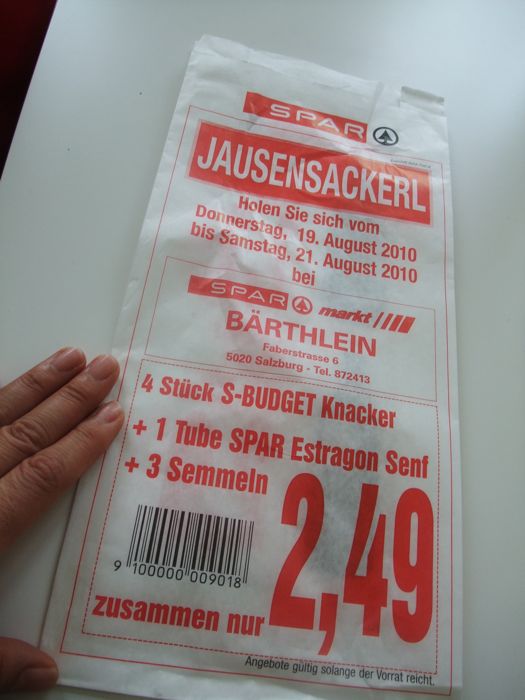 SPAR
JAUSENSACKERL
Holen Sie sich vom
Donnerstag, 19. August 2010
bis Samstag, 21. August 2010
bei
SPAR markt
BÄRTHLEIN
Faberstrasse 6
5020 Salzburg - Tel. 872413
4 Stück S-BUDGET Knacker
+ 1 Tube SPAR Estragon Senf
+ 3 Semmeln
2,49
9 100000 009018
zusammen nur
Angebote gültig solange der Vorrat reicht.